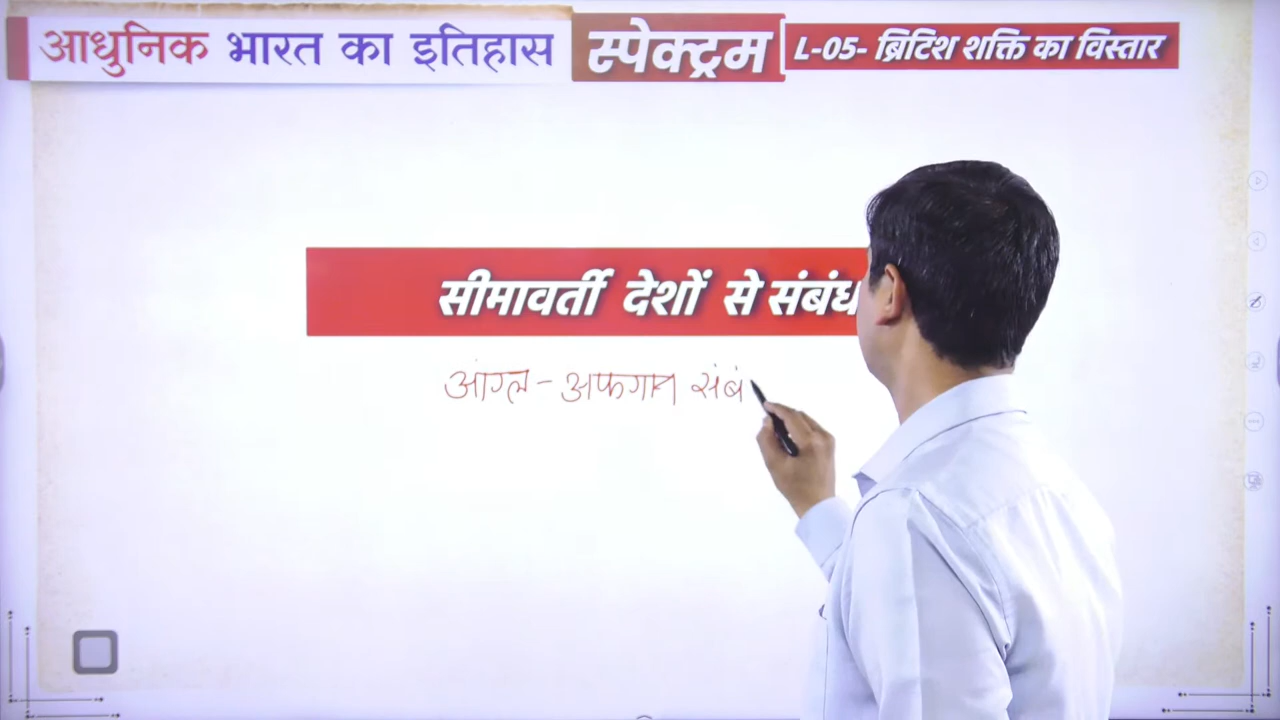 आधुनिक भारत का इतिहास स्पेक्ट्रम L-05- ब्रिटिश शक्ति का विस्तार
सीमावर्ती देशों से संबंध
आंग्ल - अफगान संबं